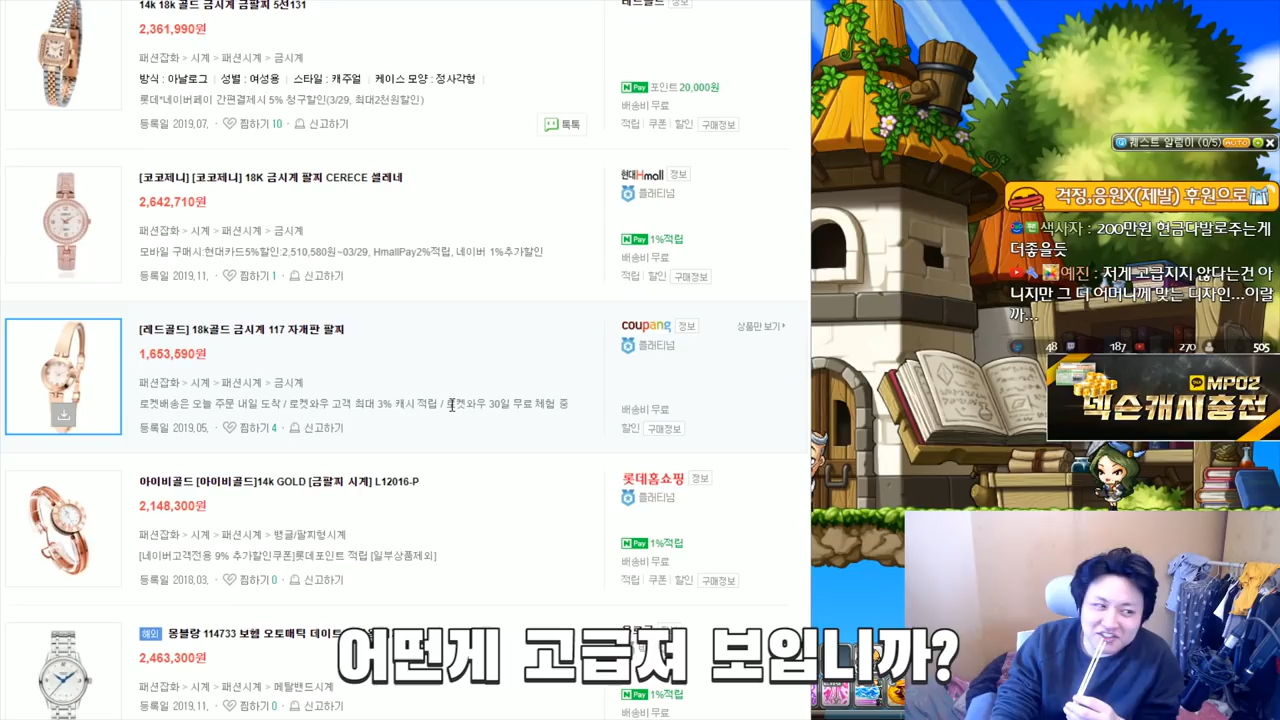 14k 18k 골드 금시계 금팔찌 5선131
2,361,990원
패션잡화 > 시계 > 패션시계 > 금시계
방식 : 아날로그 | 성별 : 여성용 | 스타일 : 캐주얼 | 케이스 모양 : 정사각형 |
롯데*네이버페이 간편결제시 5% 청구할인(3/29, 최대2천원할인)
등록일 2019.07. · 찜하기 10 · 신고하기
톡톡
레드골드 정보
N Pay 포인트 20,000원
배송비 무료
적립 쿠폰 할인 구매정보
[코코제니] [코코제니] 18K 금시계 팔찌 CERECE 셀레네
2,642,710원
패션잡화 > 시계 > 패션시계 > 금시계
모바일 구매시:현대카드5%할인:2,510,580원~03/29, HmallPay2%적립, 네이버 1%추가할인
등록일 2019.11. · 찜하기 1 · 신고하기
현대Hmall 정보
플래티넘
N Pay 1%적립
배송비 무료
적립 할인 구매정보
[레드골드] 18k골드 금시계 117 자개판 팔찌
1,653,590원
패션잡화 > 시계 > 패션시계 > 금시계
로켓배송은 오늘 주문 내일 도착 / 로켓와우 고객 최대 3% 캐시 적립 / 로켓와우 30일 무료 체험 중
등록일 2019.05. · 찜하기 4 · 신고하기
coupang 정보
상품만 보기
플래티넘
배송비 무료
할인 구매정보
아이비골드 [아이비골드]14k GOLD [금팔찌 시계] L12016-P
2,148,300원
패션잡화 > 시계 > 패션시계 > 뱅글/팔찌형시계
[네이버고객전용 9% 추가할인쿠폰]롯데포인트 적립 [일부상품제외]
등록일 2018.03. · 찜하기 0 · 신고하기
롯데홈쇼핑 정보
플래티넘
N Pay 1%적립
배송비 무료
적립 쿠폰 할인 구매정보
해외 몽블랑 114733 보헴 오토매틱 데이트
2,463,300원
패션잡화 > 시계 > 패션시계 > 메탈밴드시계
등록일 2019.11. · 찜하기 0 · 신고하기
N Pay 1%적립
배송비 무료
퀘스트 알림이 (0/5) AUTO
걱정,응원X(제발) 후원으로
색사자 : 200만원 현금다발로주는게
더좋을듯
예진 : 저게 고급지지 않다는건 아
니지만 그 더 어머니께 맞는 디자인...이랄
까...
48 187 270 505
TALK MPO2
넥슨캐시충전
어떤게 고급져 보입니까?